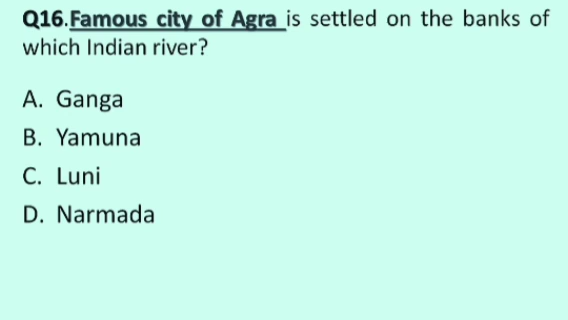 Q16.Famous city of Agra is settled on the banks of
which Indian river?
A. Ganga
B. Yamuna
C. Luni
D. Narmada